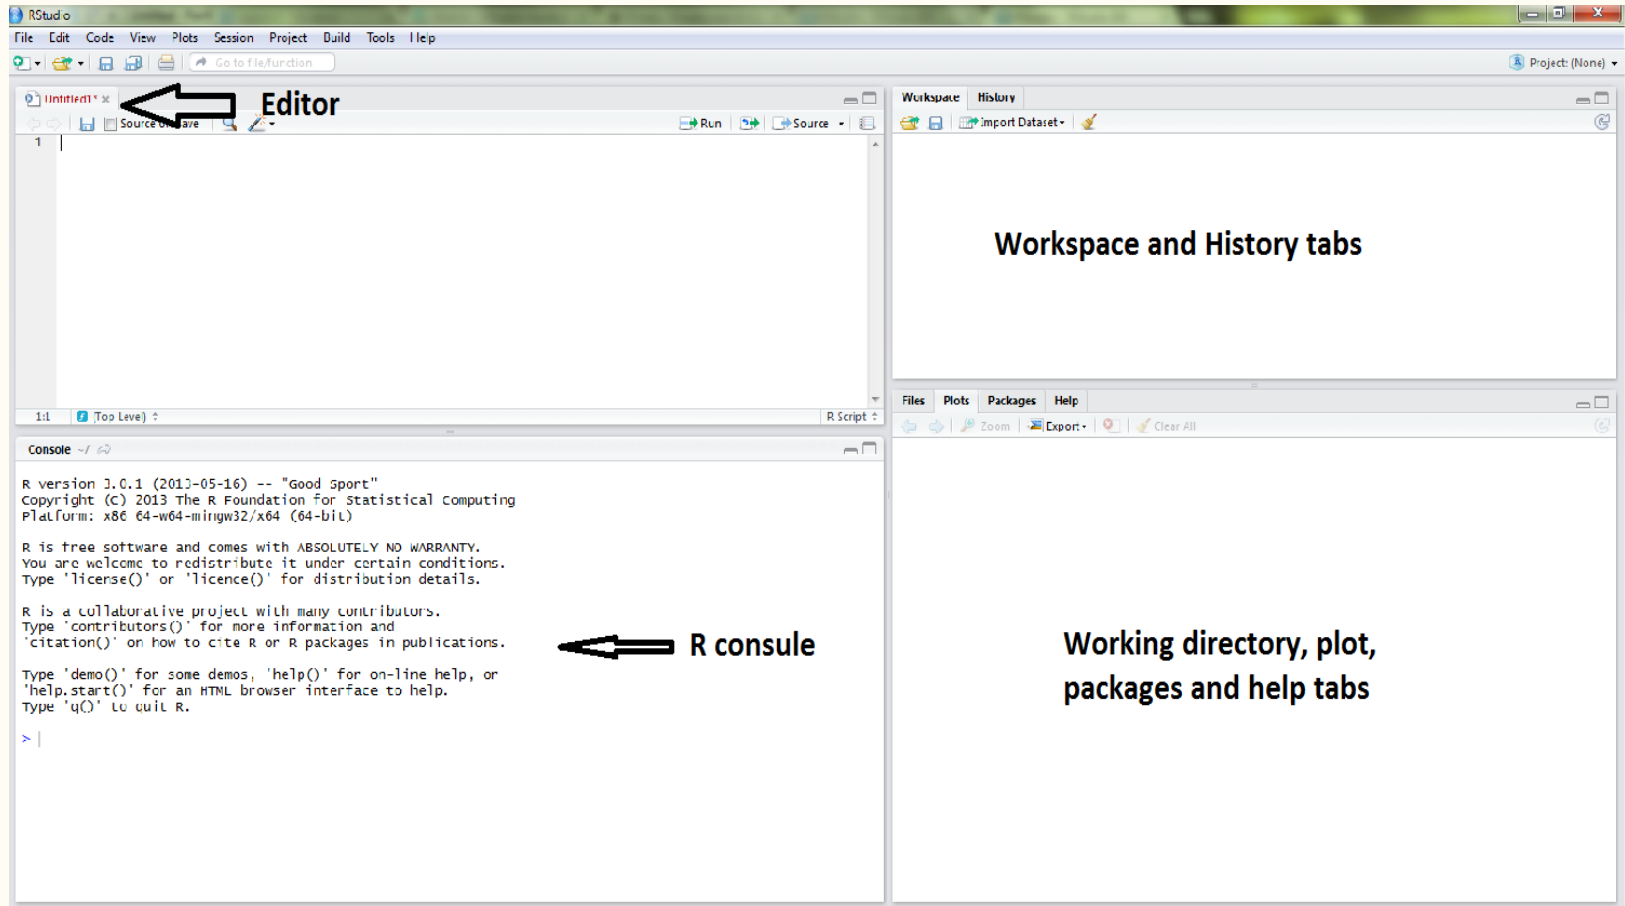 RStudio
File Edit Code View Plots Session Project Build Tools Help
Go to file/function
Project: (None)
Untitled1* x
Editor
Source on Save
Run
Source
1
1:1 (Top Level)
R Script
Workspace History
Import Dataset
Workspace and History tabs
Console ~/
R version 3.0.1 (2013-05-16) -- "Good Sport"
Copyright (C) 2013 The R Foundation for Statistical Computing
Platform: x86_64-w64-mingw32/x64 (64-bit)
R is free software and comes with ABSOLUTELY NO WARRANTY.
You are welcome to redistribute it under certain conditions.
Type 'license()' or 'licence()' for distribution details.
R is a collaborative project with many contributors.
Type 'contributors()' for more information and
'citation()' on how to cite R or R packages in publications.
Type 'demo()' for some demos, 'help()' for on-line help, or
'help.start()' for an HTML browser interface to help.
Type 'q()' to quit R.
>
R consule
Files Plots Packages Help
Zoom Export Clear All
Working directory, plot,
packages and help tabs